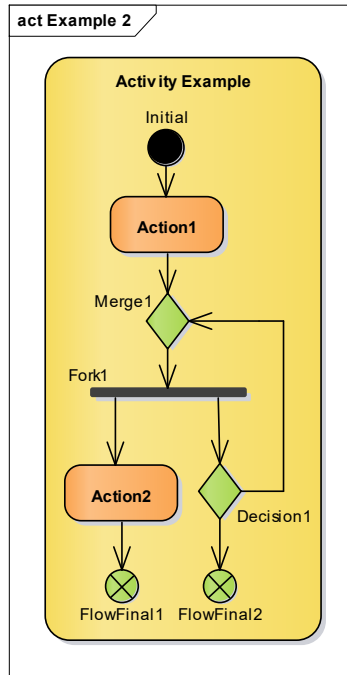 act Example 2
Activity Example
Initial
Action1
Merge1
Fork1
Action2
Decision1
FlowFinal1
FlowFinal2